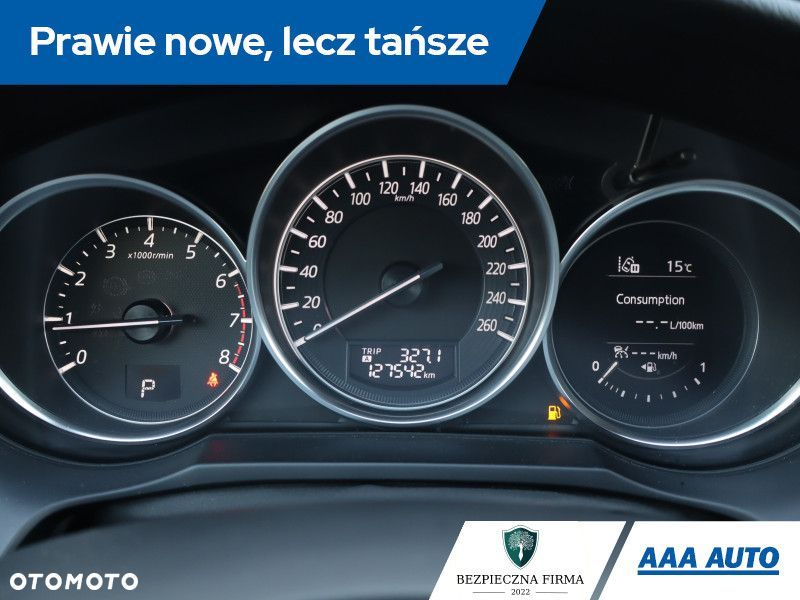 Prawie nowe, lecz tańsze
0 1 2 3 4 5 6 7 8
x1000r/min
P
0 20 40 60 80 100 120 140 160 180 200 220 240 260
km/h
TRIP A 327.1
127542 km
15°c
Consumption
--.- L/100km
---- km/h
0 1
OTOMOTO
BEZPIECZNA FIRMA
2022
AAA AUTO